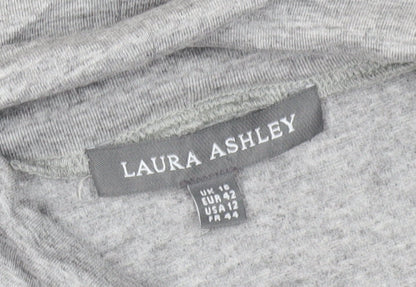 LAURA ASHLEY
UK 16
EUR 42
USA 12
FR 44